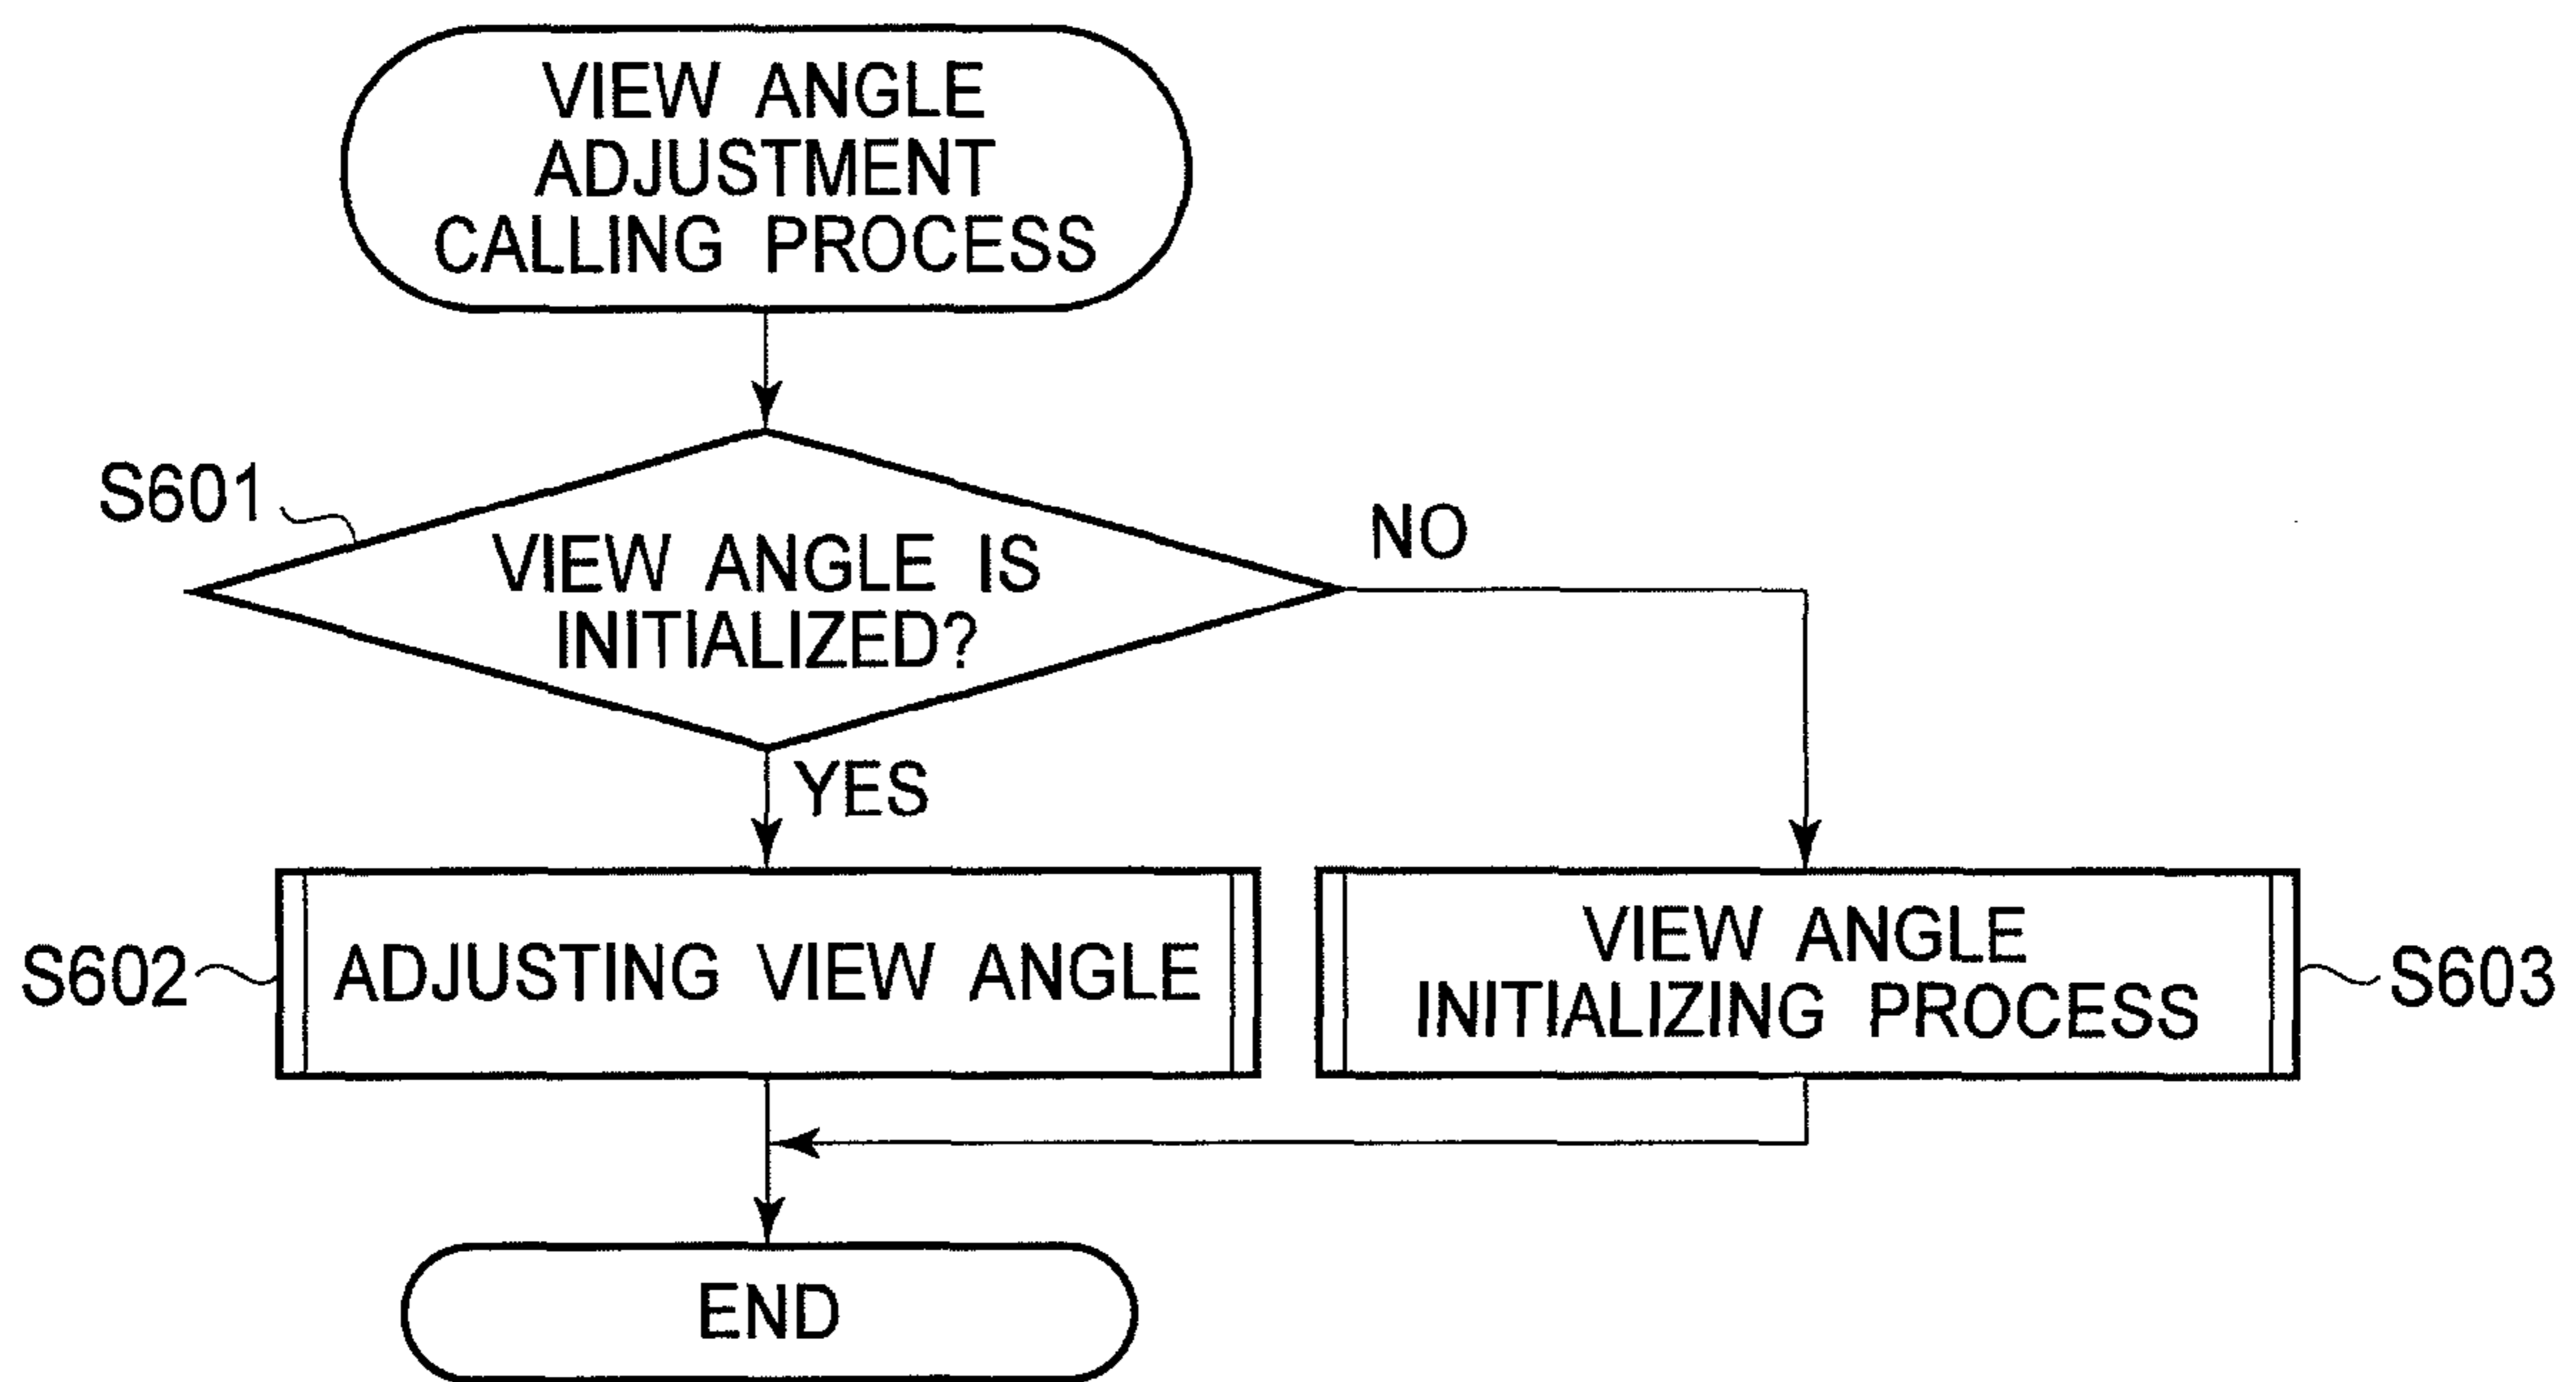 VIEW ANGLE
ADJUSTMENT
CALLING PROCESS
S601
VIEW ANGLE IS
INITIALIZED?
NO
YES
S602
ADJUSTING VIEW ANGLE
VIEW ANGLE
INITIALIZING PROCESS
S603
END